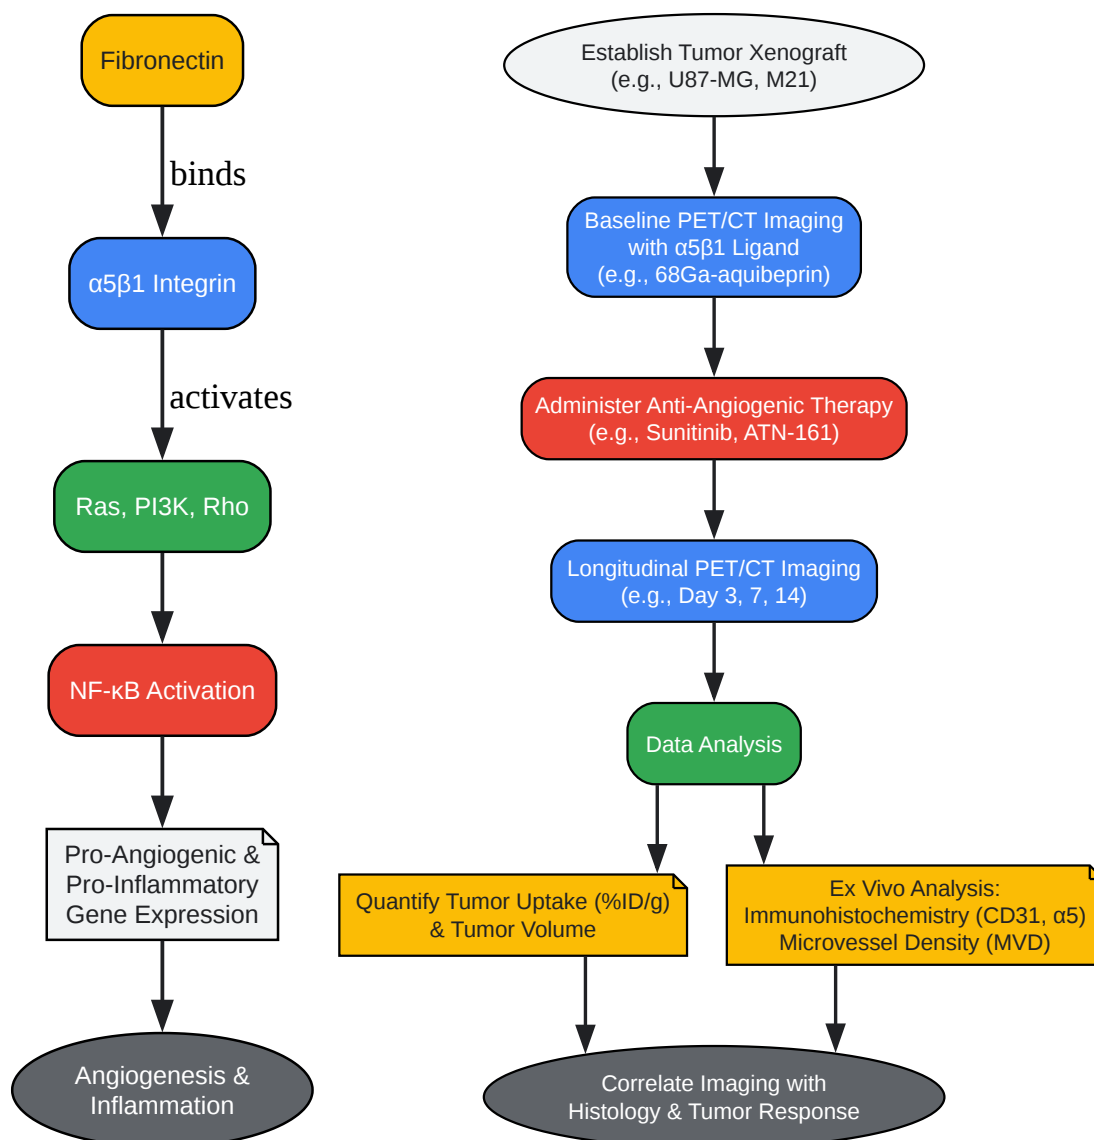 Fibronectin
binds
α5β1 Integrin
activates
Ras, PI3K, Rho
NF-κB Activation
Pro-Angiogenic &
Pro-Inflammatory
Gene Expression
Angiogenesis &
Inflammation
Establish Tumor Xenograft
(e.g., U87-MG, M21)
Baseline PET/CT Imaging
with α5β1 Ligand
(e.g., 68Ga-aquibeprin)
Administer Anti-Angiogenic Therapy
(e.g., Sunitinib, ATN-161)
Longitudinal PET/CT Imaging
(e.g., Day 3, 7, 14)
Data Analysis
Quantify Tumor Uptake (%ID/g)
& Tumor Volume
Ex Vivo Analysis:
Immunohistochemistry (CD31, α5)
Microvessel Density (MVD)
Correlate Imaging with
Histology & Tumor Response